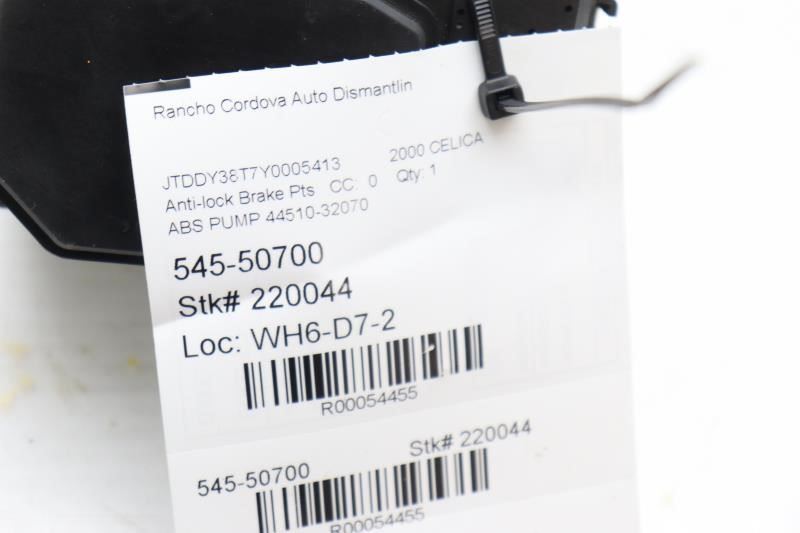 Rancho Cordova Auto Dismantlin
JTDDY38T7Y0005413 2000 CELICA
Anti-lock Brake Pts CC: 0 Qty: 1
ABS PUMP 44510-32070
545-50700
Stk# 220044
Loc: WH6-D7-2
R00054455
545-50700 Stk# 220044
R00054455